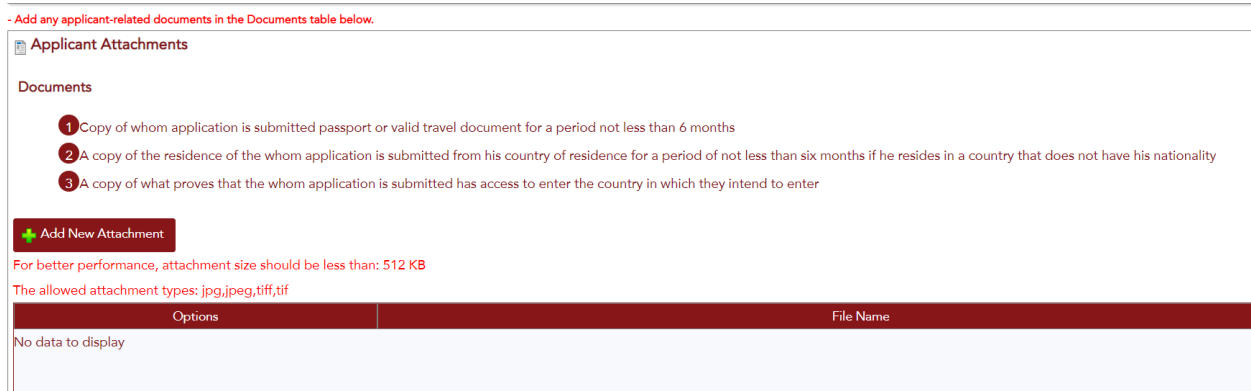 - Add any applicant-related documents in the Documents table below.
Applicant Attachments
Documents
1 Copy of whom application is submitted passport or valid travel document for a period not less than 6 months
2 A copy of the residence of the whom application is submitted from his country of residence for a period of not less than six months if he resides in a country that does not have his nationality
3 A copy of what proves that the whom application is submitted has access to enter the country in which they intend to enter
Add New Attachment
For better performance, attachment size should be less than: 512 KB
The allowed attachment types: jpg,jpeg,tiff,tif
Options File Name
No data to display